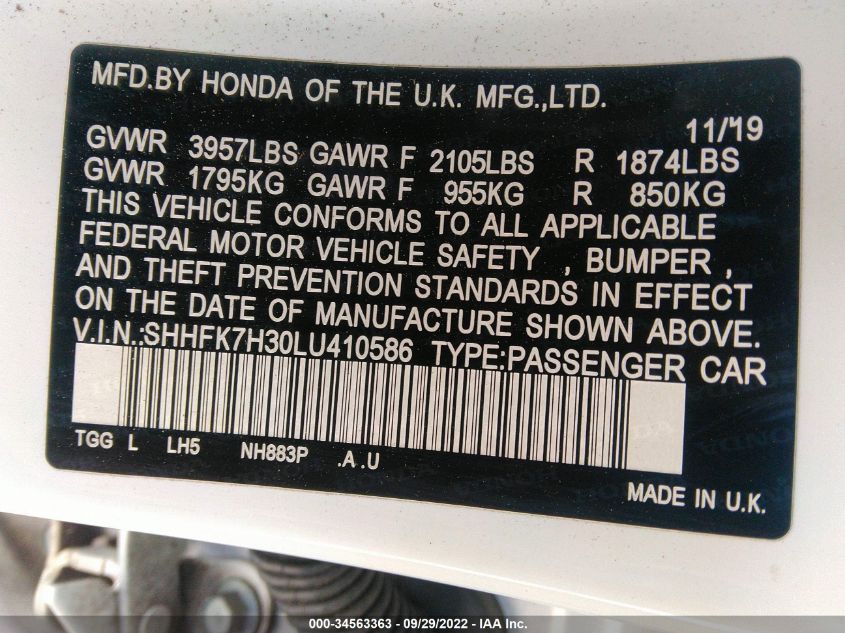 MFD.BY HONDA OF THE U.K. MFG.,LTD.
11/19
GVWR 3957LBS GAWR F 2105LBS R 1874LBS
GVWR 1795KG GAWR F 955KG R 850KG
THIS VEHICLE CONFORMS TO ALL APPLICABLE
FEDERAL MOTOR VEHICLE SAFETY , BUMPER ,
AND THEFT PREVENTION STANDARDS IN EFFECT
ON THE DATE OF MANUFACTURE SHOWN ABOVE.
V.I.N.:SHHFK7H30LU410586 TYPE:PASSENGER CAR
TGG L LH5 NH883P .A .U
MADE IN U.K.
000-34563363 - 09/29/2022 - IAA Inc.